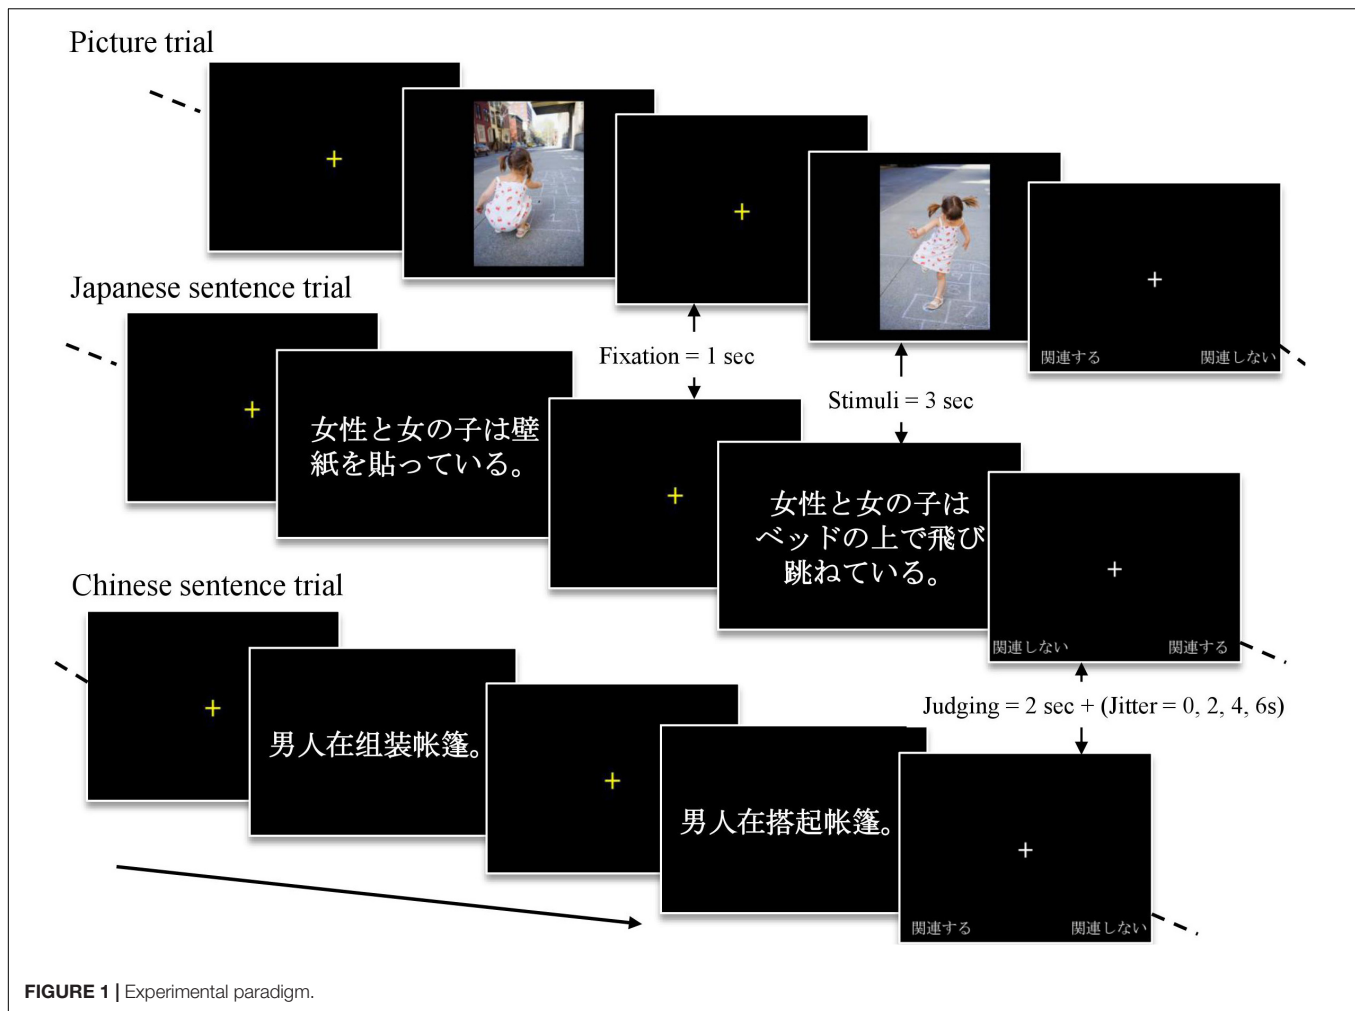 Picture trial
関連する
関連しない
Japanese sentence trial
Fixation = 1 sec
Stimuli = 3 sec
女性と女の子は壁
紙を貼っている。
女性と女の子は
ベッドの上で飛び
跳ねている。
関連しない
関連する
Chinese sentence trial
Judging = 2 sec + (Jitter = 0, 2, 4, 6s)
男人在组装帐篷。
男人在搭起帐篷。
関連する
関連しない
FIGURE 1 | Experimental paradigm.